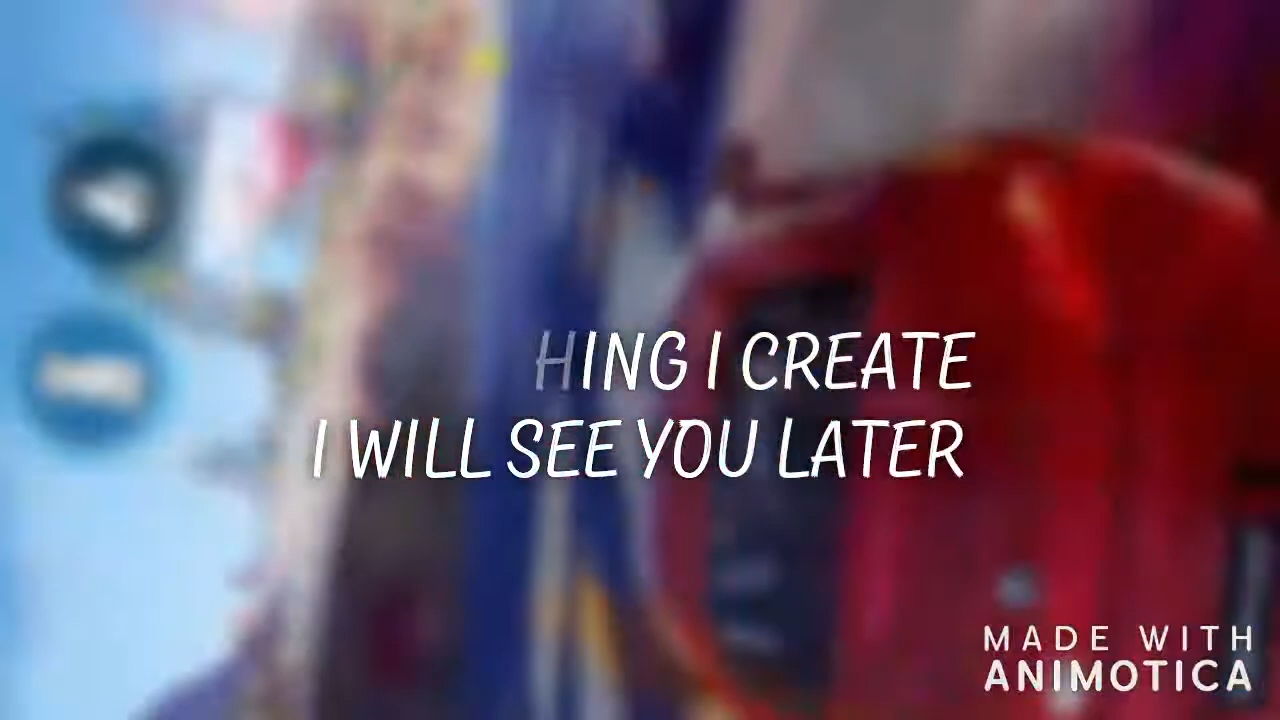 HING I CREATE
I WILL SEE YOU LATER
MADE WITH
ANIMOTICA